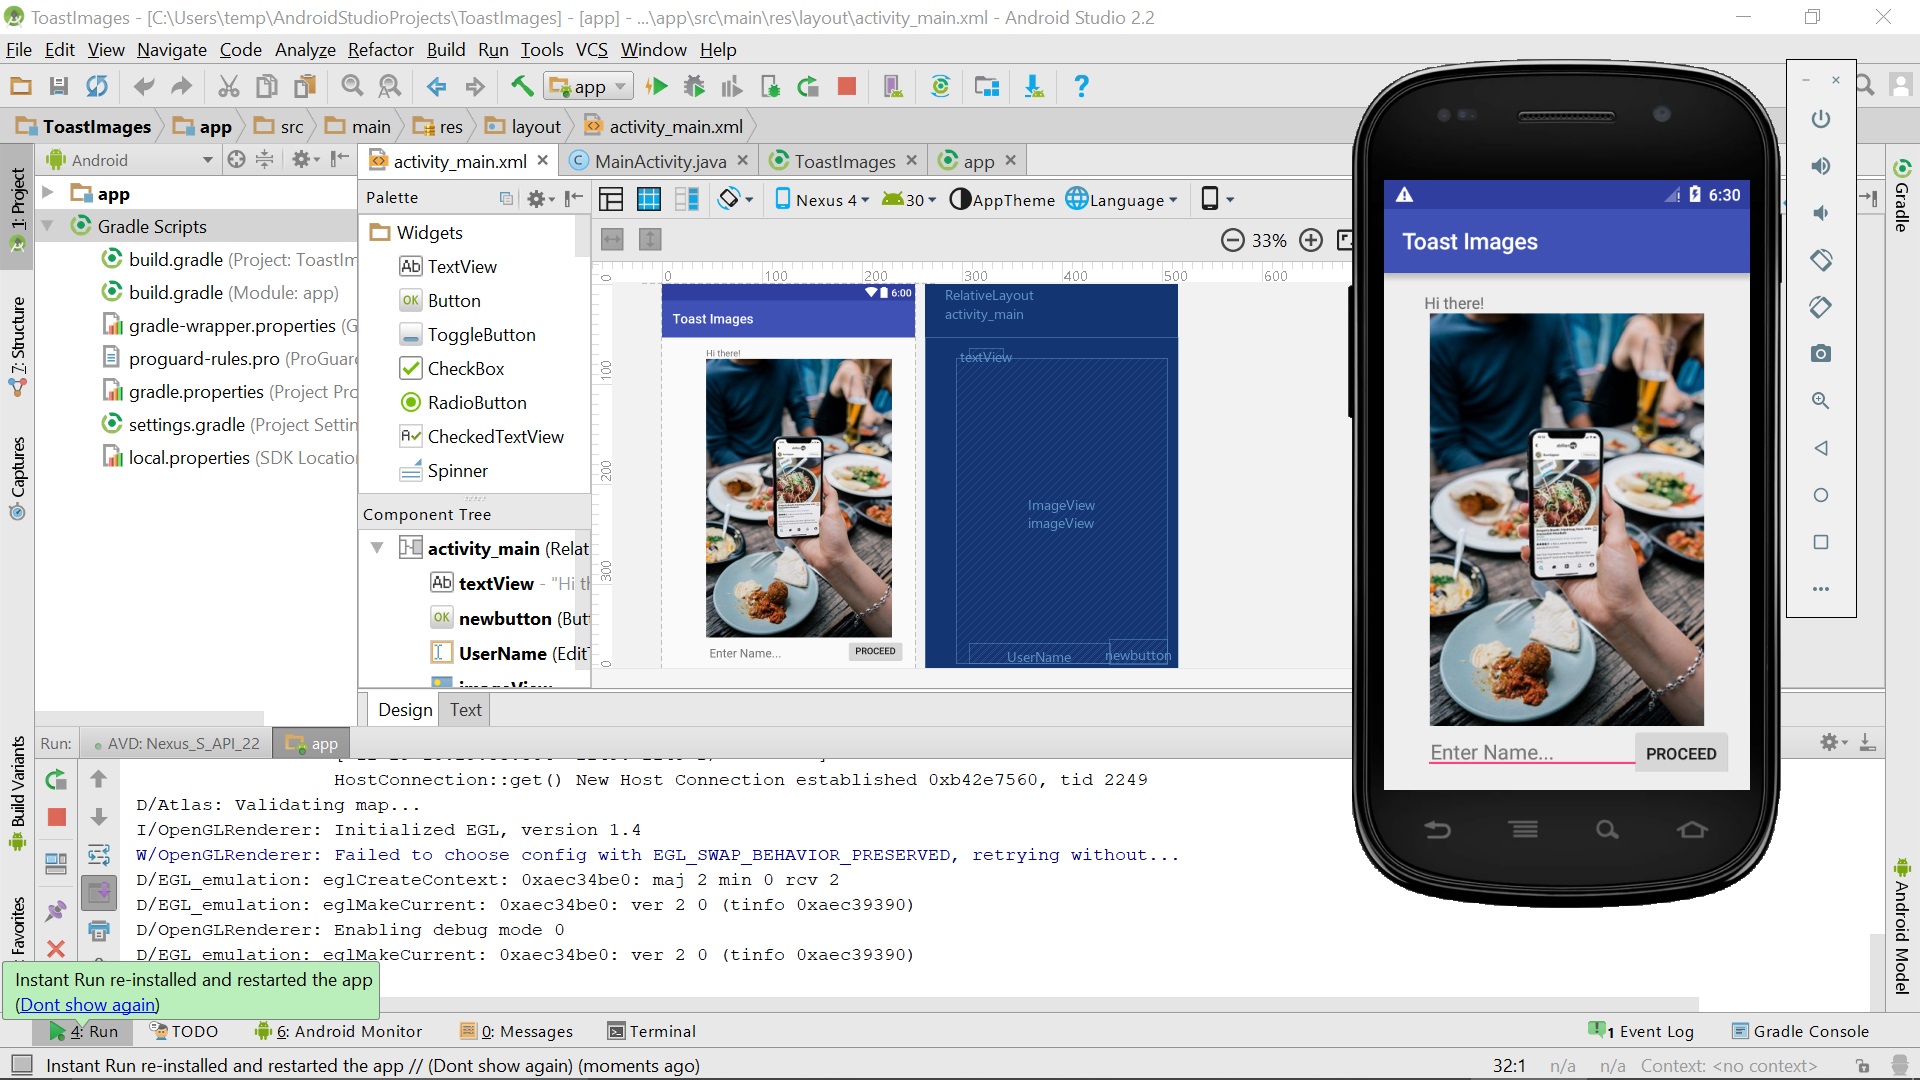 ToastImages - [C:\Users\temp\AndroidStudioProjects\ToastImages] - [app] - ...\app\src\main\res\layout\activity_main.xml - Android Studio 2.2
File Edit View Navigate Code Analyze Refactor Build Run Tools VCS Window Help
app
ToastImages app src main res layout activity_main.xml
Android
activity_main.xml MainActivity.java ToastImages app
1: Project
7: Structure
Captures
Build Variants
Favorites
app
Gradle Scripts
build.gradle (Project: ToastIm
build.gradle (Module: app)
gradle-wrapper.properties (G
proguard-rules.pro (ProGuar
gradle.properties (Project Pro
settings.gradle (Project Settin
local.properties (SDK Locatio
Palette
Widgets
Ab TextView
OK Button
ToggleButton
CheckBox
RadioButton
CheckedTextView
Spinner
Component Tree
activity_main (Relat
Ab textView - "Hi th
OK newbutton (But
UserName (Edit
imageView
Nexus 4 30 AppTheme Language
33%
0 100 200 300 400 500 600
0
100
200
300
6:00
Toast Images
Hi there!
Enter Name...
PROCEED
RelativeLayout
activity_main
textView
ImageView
imageView
UserName
newbutton
Design Text
6:30
Toast Images
Hi there!
Enter Name...
PROCEED
Gradle
Android Model
Run: AVD: Nexus_S_API_22 app
HostConnection::get() New Host Connection established 0xb42e7560, tid 2249
D/Atlas: Validating map...
I/OpenGLRenderer: Initialized EGL, version 1.4
W/OpenGLRenderer: Failed to choose config with EGL_SWAP_BEHAVIOR_PRESERVED, retrying without...
D/EGL_emulation: eglCreateContext: 0xaec34be0: maj 2 min 0 rcv 2
D/EGL_emulation: eglMakeCurrent: 0xaec34be0: ver 2 0 (tinfo 0xaec39390)
D/OpenGLRenderer: Enabling debug mode 0
D/EGL_emulation: eglMakeCurrent: 0xaec34be0: ver 2 0 (tinfo 0xaec39390)
Instant Run re-installed and restarted the app
(Dont show again)
4: Run TODO 6: Android Monitor 0: Messages Terminal 1 Event Log Gradle Console
Instant Run re-installed and restarted the app // (Dont show again) (moments ago) 32:1 n/a n/a Context: <no context>